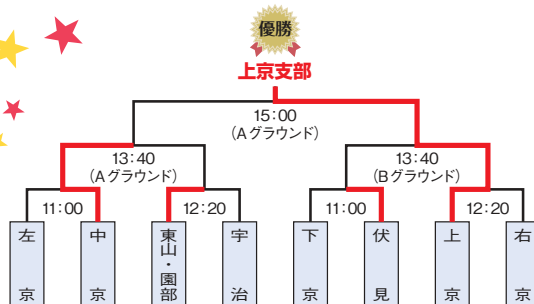 優勝
上京支部
15:00
(Aグラウンド)
13:40
(Aグラウンド)
13:40
(Bグラウンド)
11:00
12:20
11:00
12:20
左京
中京
東山・園部
宇治
下京
伏見
上京
右京